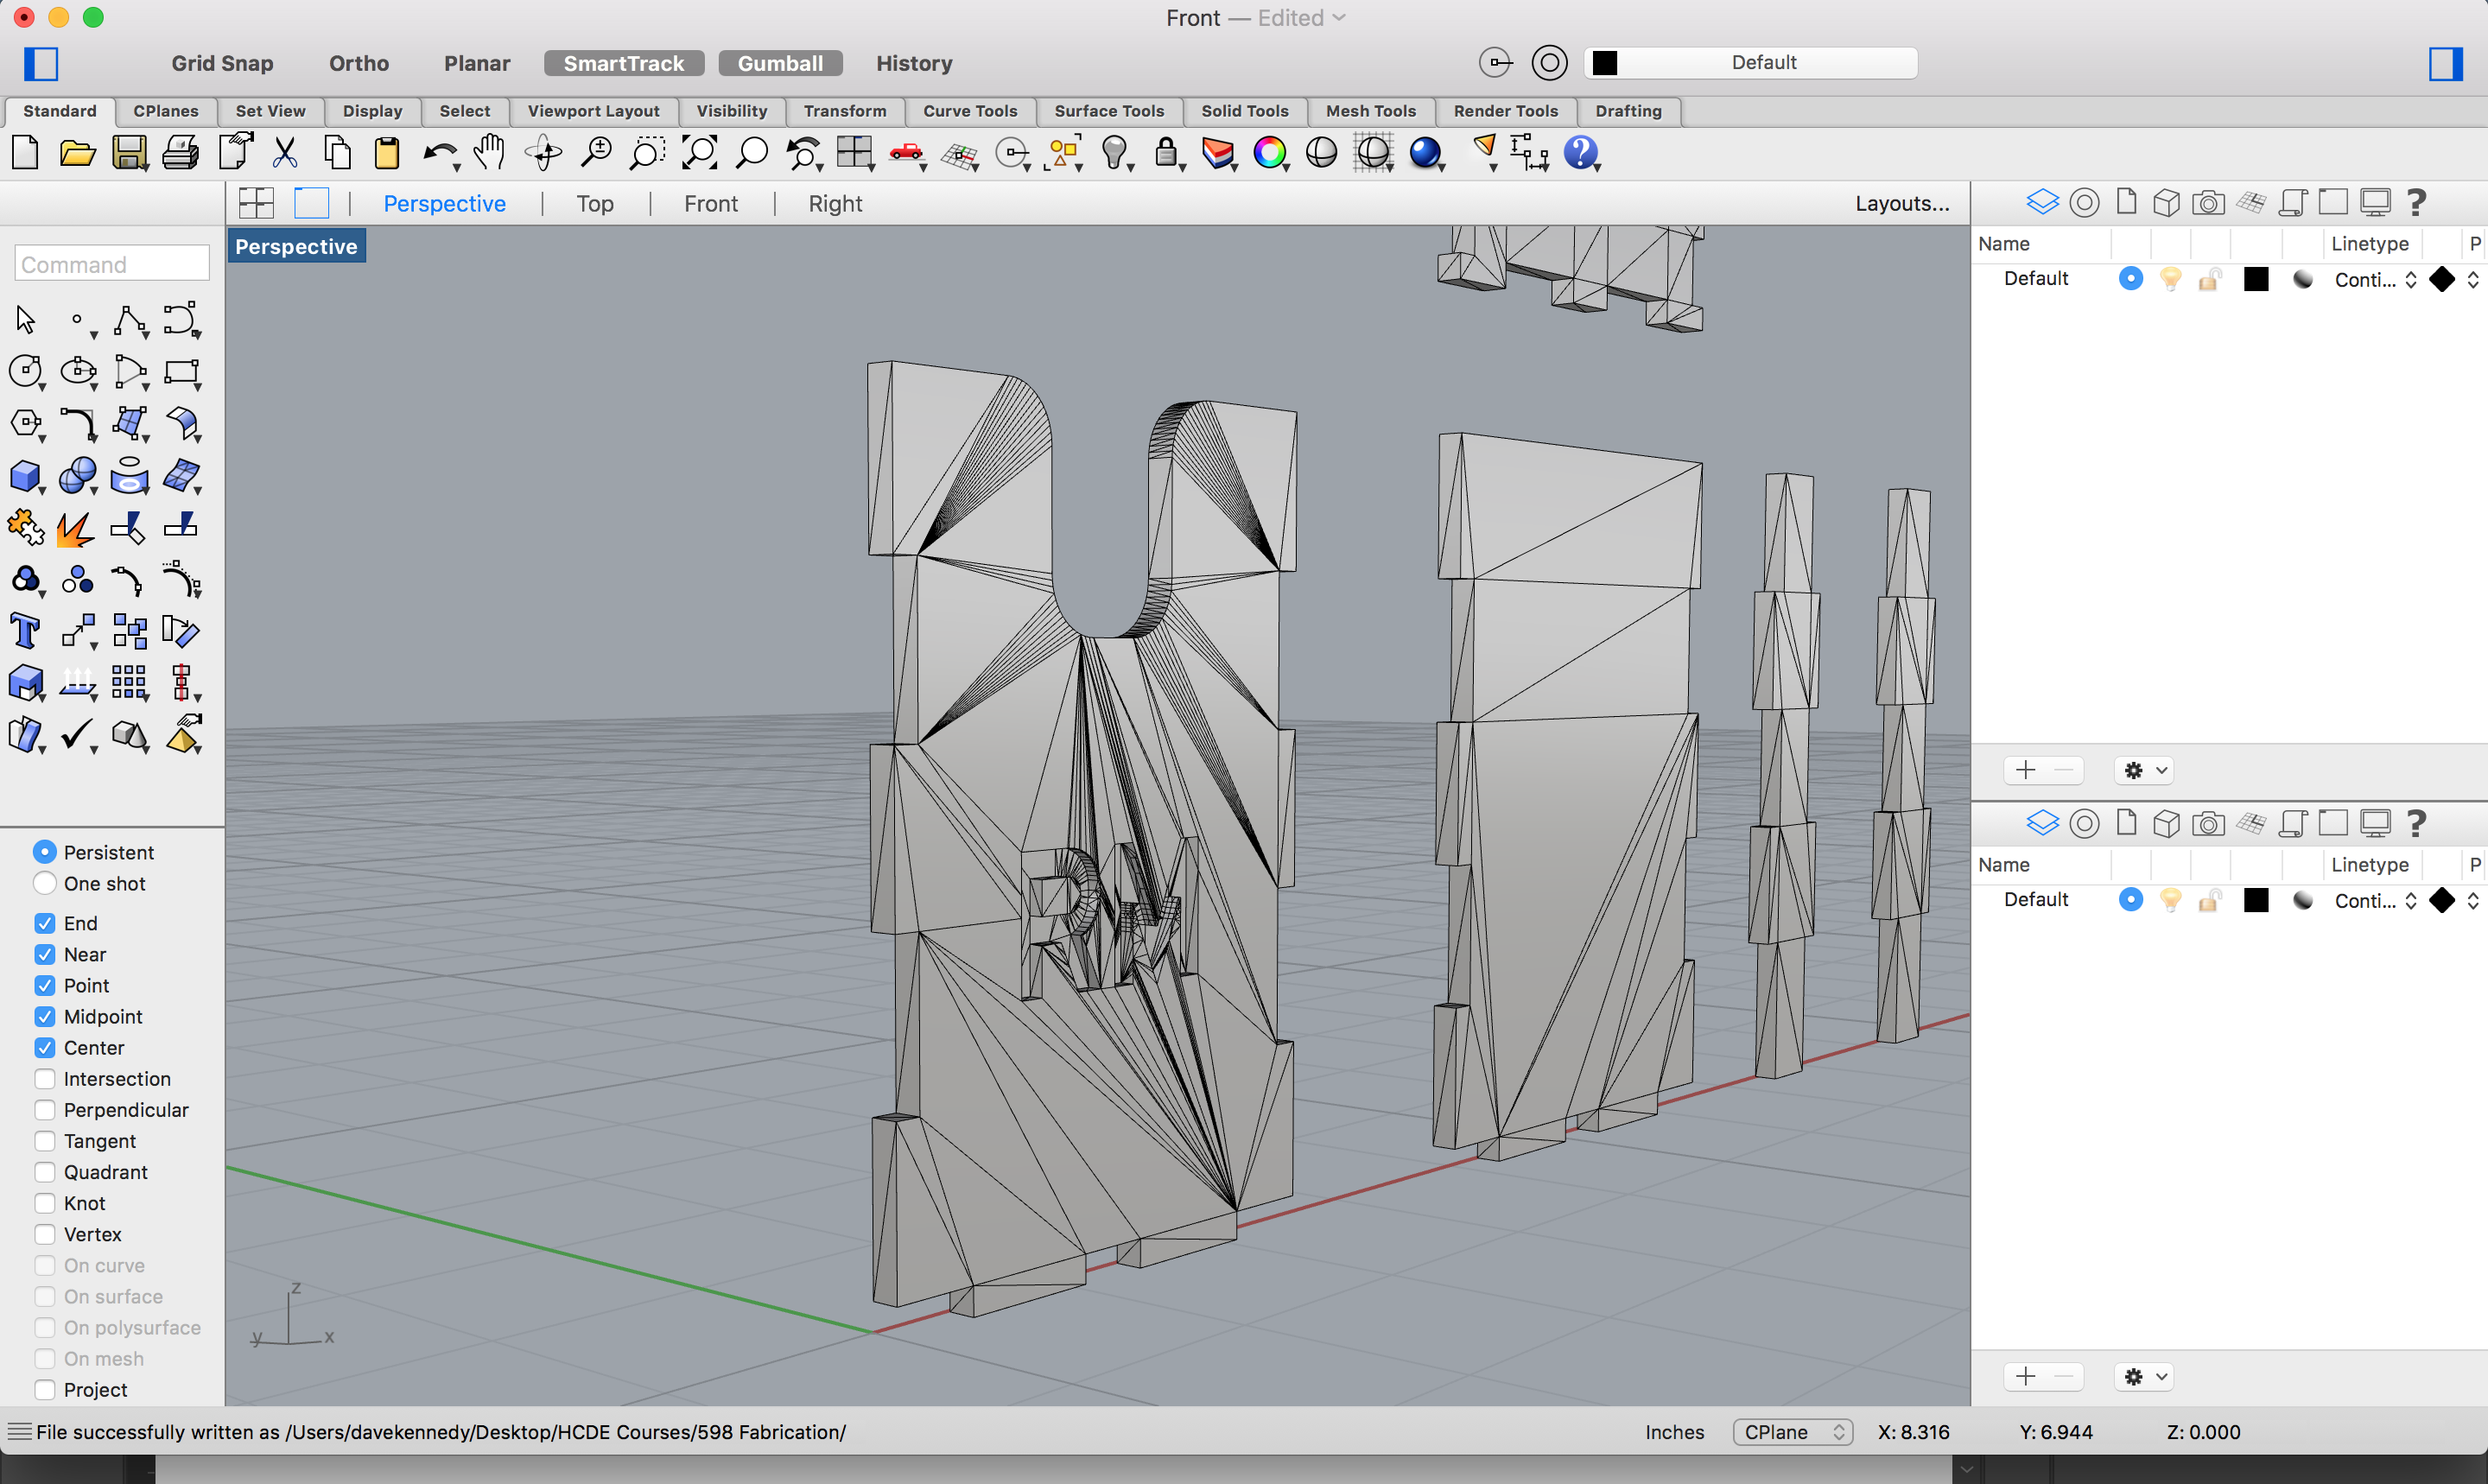 Front — Edited
Grid Snap Ortho Planar SmartTrack Gumball History Default
Standard CPlanes Set View Display Select Viewport Layout Visibility Transform Curve Tools Surface Tools Solid Tools Mesh Tools Render Tools Drafting
Perspective Top Front Right Layouts...
Perspective
Command
Name Linetype P
Default Conti...
Persistent
One shot
End
Near
Point
Midpoint
Center
Intersection
Perpendicular
Tangent
Quadrant
Knot
Vertex
On curve
On surface
On polysurface
On mesh
Project
RM
z
y x
Name Linetype P
Default Conti...
File successfully written as /Users/davekennedy/Desktop/HCDE Courses/598 Fabrication/ Inches CPlane X: 8.316 Y: 6.944 Z: 0.000